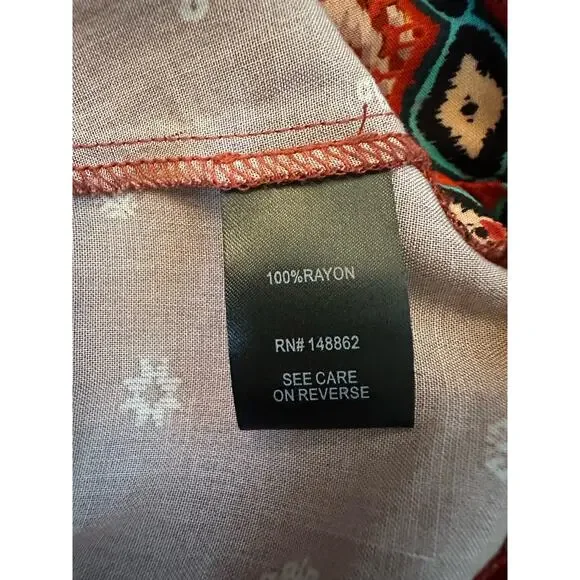 100%RAYON
RN# 148862
SEE CARE
ON REVERSE